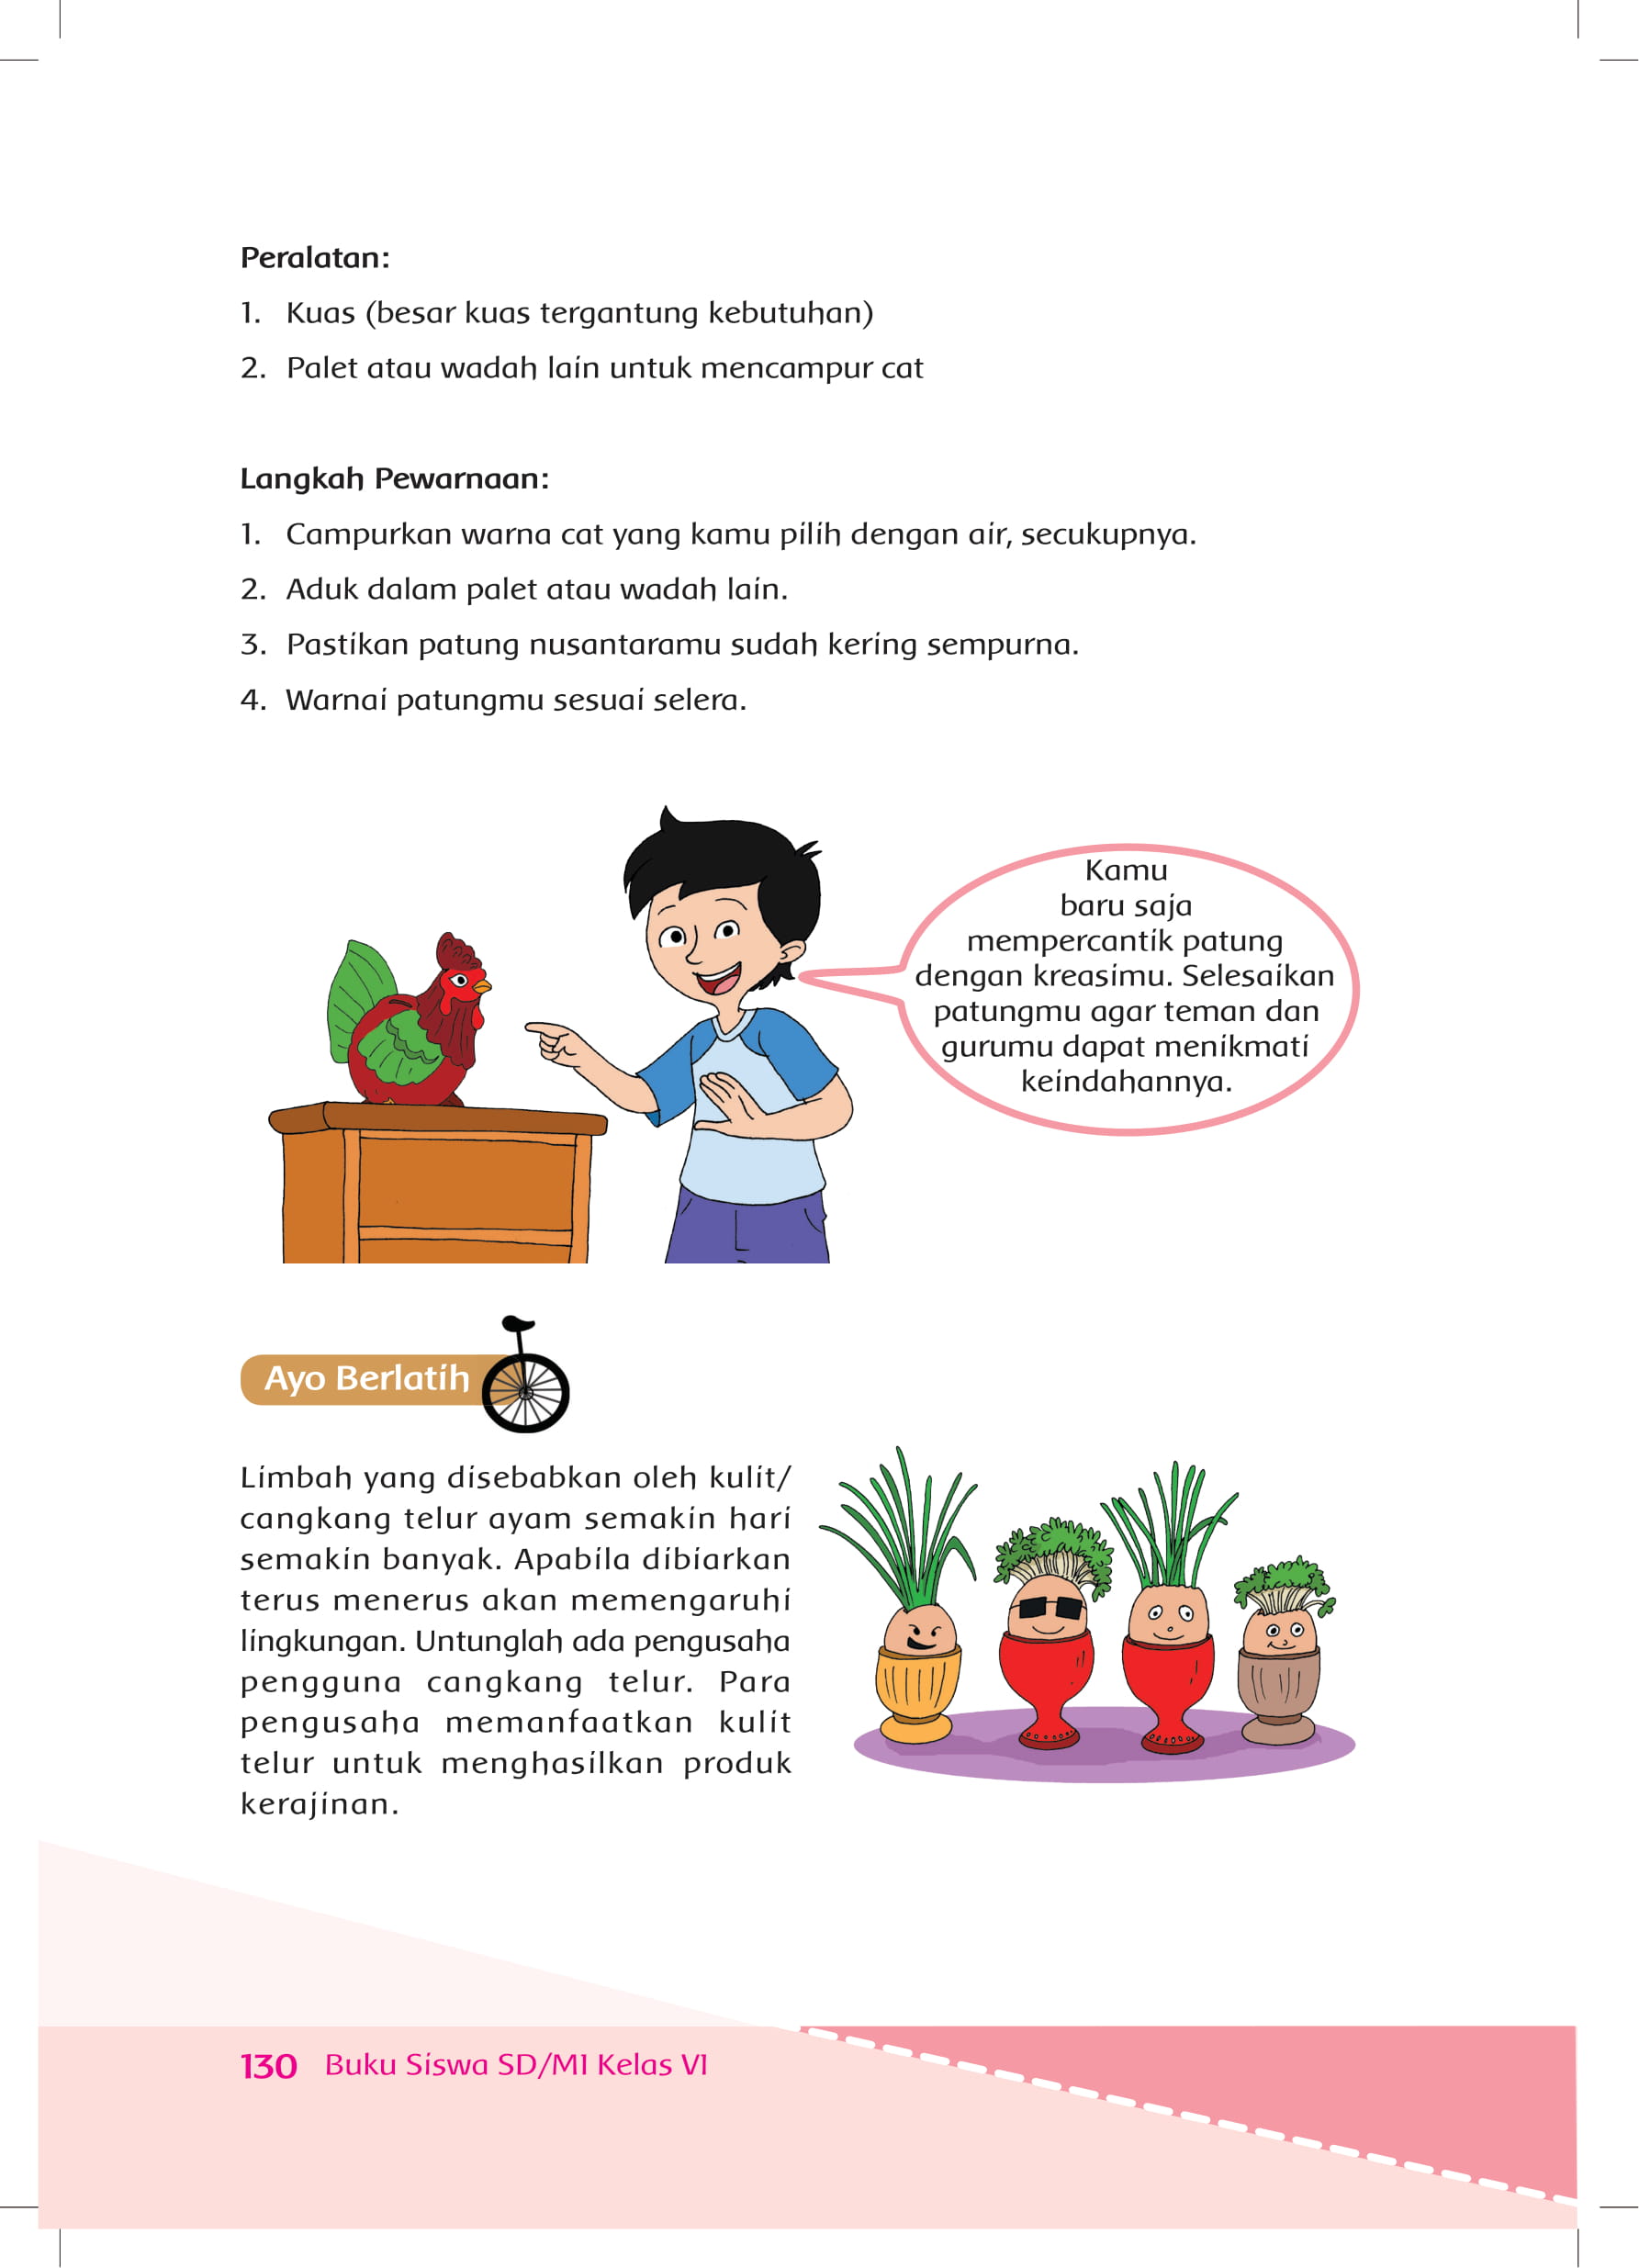 Peralatan:
1. Kuas (besar kuas tergantung kebutuhan)
2. Palet atau wadah lain untuk mencampur cat
Langkah Pewarnaan:
1. Campurkan warna cat yang kamu pilih dengan air, secukupnya.
2. Aduk dalam palet atau wadah lain.
3. Pastikan patung nusantaramu sudah kering sempurna.
4. Warnai patungmu sesuai selera.
Kamu
baru saja
mempercantik patung
dengan kreasimu. Selesaikan
patungmu agar teman dan
gurumu dapat menikmati
keindahannya.
Ayo Berlatih
Limbah yang disebabkan oleh kulit/
cangkang telur ayam semakin hari
semakin banyak. Apabila dibiarkan
terus menerus akan memengaruhi
lingkungan. Untunglah ada pengusaha
pengguna cangkang telur. Para
pengusaha memanfaatkan kulit
telur untuk menghasilkan produk
kerajinan.
130 Buku Siswa SD/MI Kelas VI